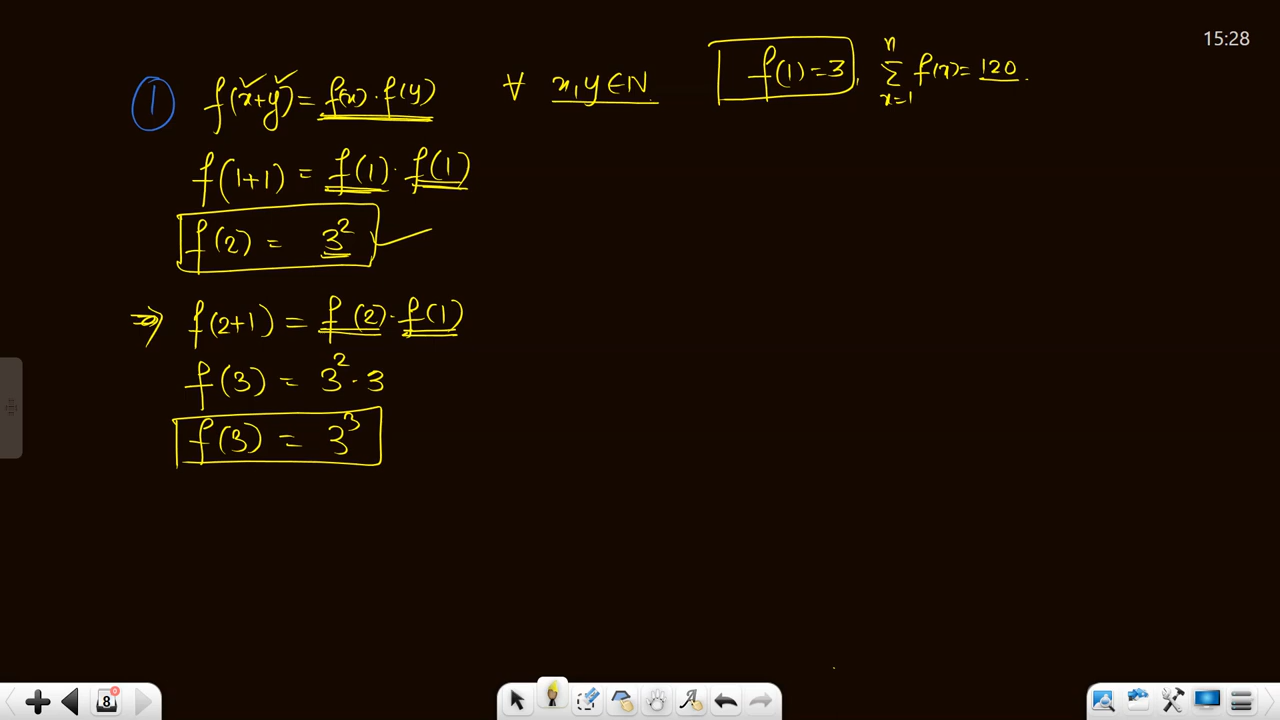 15:28
① f(x+y) = f(x)·f(y) ∀ x,y ∈ N f(1)=3, ∑_{x=1}^{n} f(x)=120.
f(1+1) = f(1)·f(1)
f(2) = 3²
⇒ f(2+1) = f(2)·f(1)
f(3) = 3²·3
f(3) = 3³
8